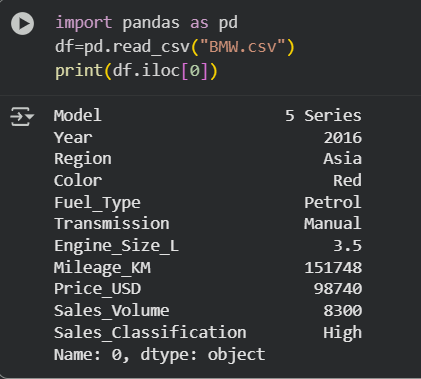 import pandas as pd
df=pd.read_csv("BMW.csv")
print(df.iloc[0])
Model 5 Series
Year 2016
Region Asia
Color Red
Fuel_Type Petrol
Transmission Manual
Engine_Size_L 3.5
Mileage_KM 151748
Price_USD 98740
Sales_Volume 8300
Sales_Classification High
Name: 0, dtype: object